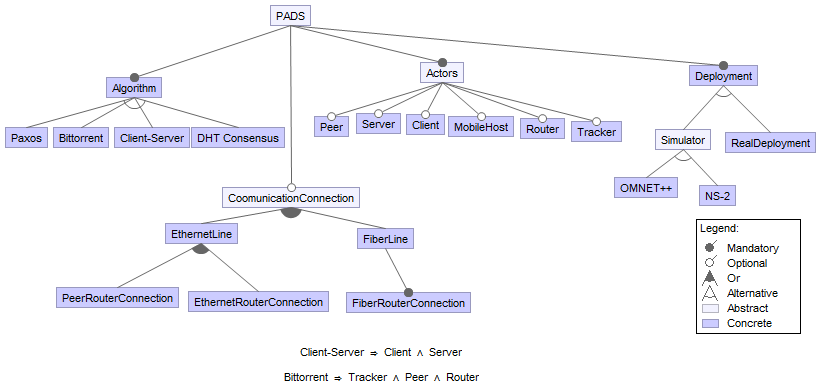 PADS
Algorithm
Actors
Deployment
Paxos
Bittorrent
Client-Server
DHT Consensus
Peer
Server
Client
MobileHost
Router
Tracker
Simulator
RealDeployment
OMNET++
NS-2
CoomunicationConnection
EthernetLine
FiberLine
PeerRouterConnection
EthernetRouterConnection
FiberRouterConnection
Legend:
Mandatory
Optional
Or
Alternative
Abstract
Concrete
Client-Server ⇒ Client ∧ Server
Bittorrent ⇒ Tracker ∧ Peer ∧ Router